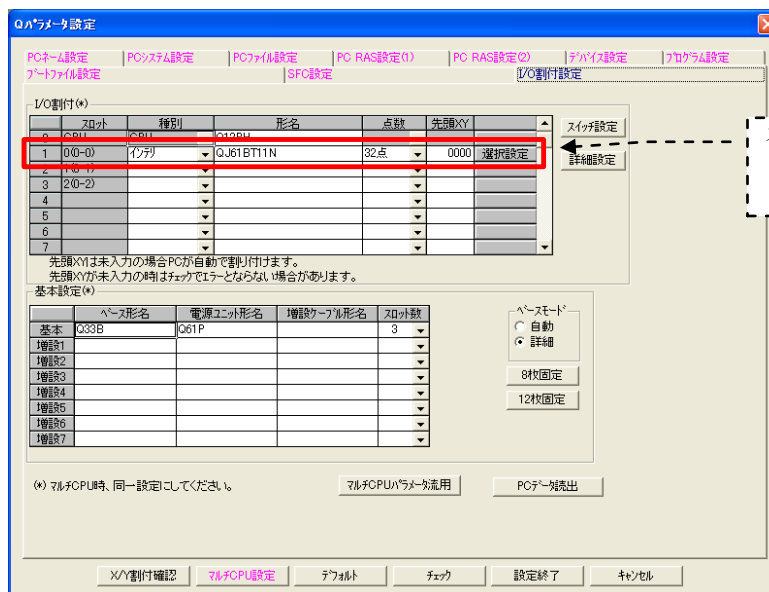 Qパラメータ設定
PCネーム設定 PCシステム設定 PCファイル設定 PC RAS設定(1) PC RAS設定(2) デバイス設定 プログラム設定
ブートファイル設定 SFC設定 I/O割付設定
I/O割付(*)
スロット 種別 形名 点数 先頭XY
0 CPU CPU Q12PH
スイッチ設定
1 0(0-0) インテリ QJ61BT11N 32点 0000 選択設定
詳細設定
2 1(0-1)
3 2(0-2)
4
5
6
7
先頭XYは未入力の場合PCが自動で割り付けます。
先頭XYが未入力の時はチェックでエラーとならない場合があります。
基本設定(*)
ベース形名 電源ユニット形名 増設ケーブル形名 スロット数
基本 Q33B Q61P 3
増設1
増設2
増設3
増設4
増設5
増設6
増設7
ベースモード
自動
詳細
8枚固定
12枚固定
(*) マルチCPU時、同一設定にしてください。 マルチCPUパラメータ流用 PCデータ読出
X/Y割付確認 マルチCPU設定 デフォルト チェック 設定終了 キャンセル